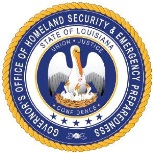 GOVERNOR'S OFFICE OF HOMELAND SECURITY & EMERGENCY PREPAREDNESS
STATE OF LOUISIANA
UNION · JUSTICE
CONFIDENCE